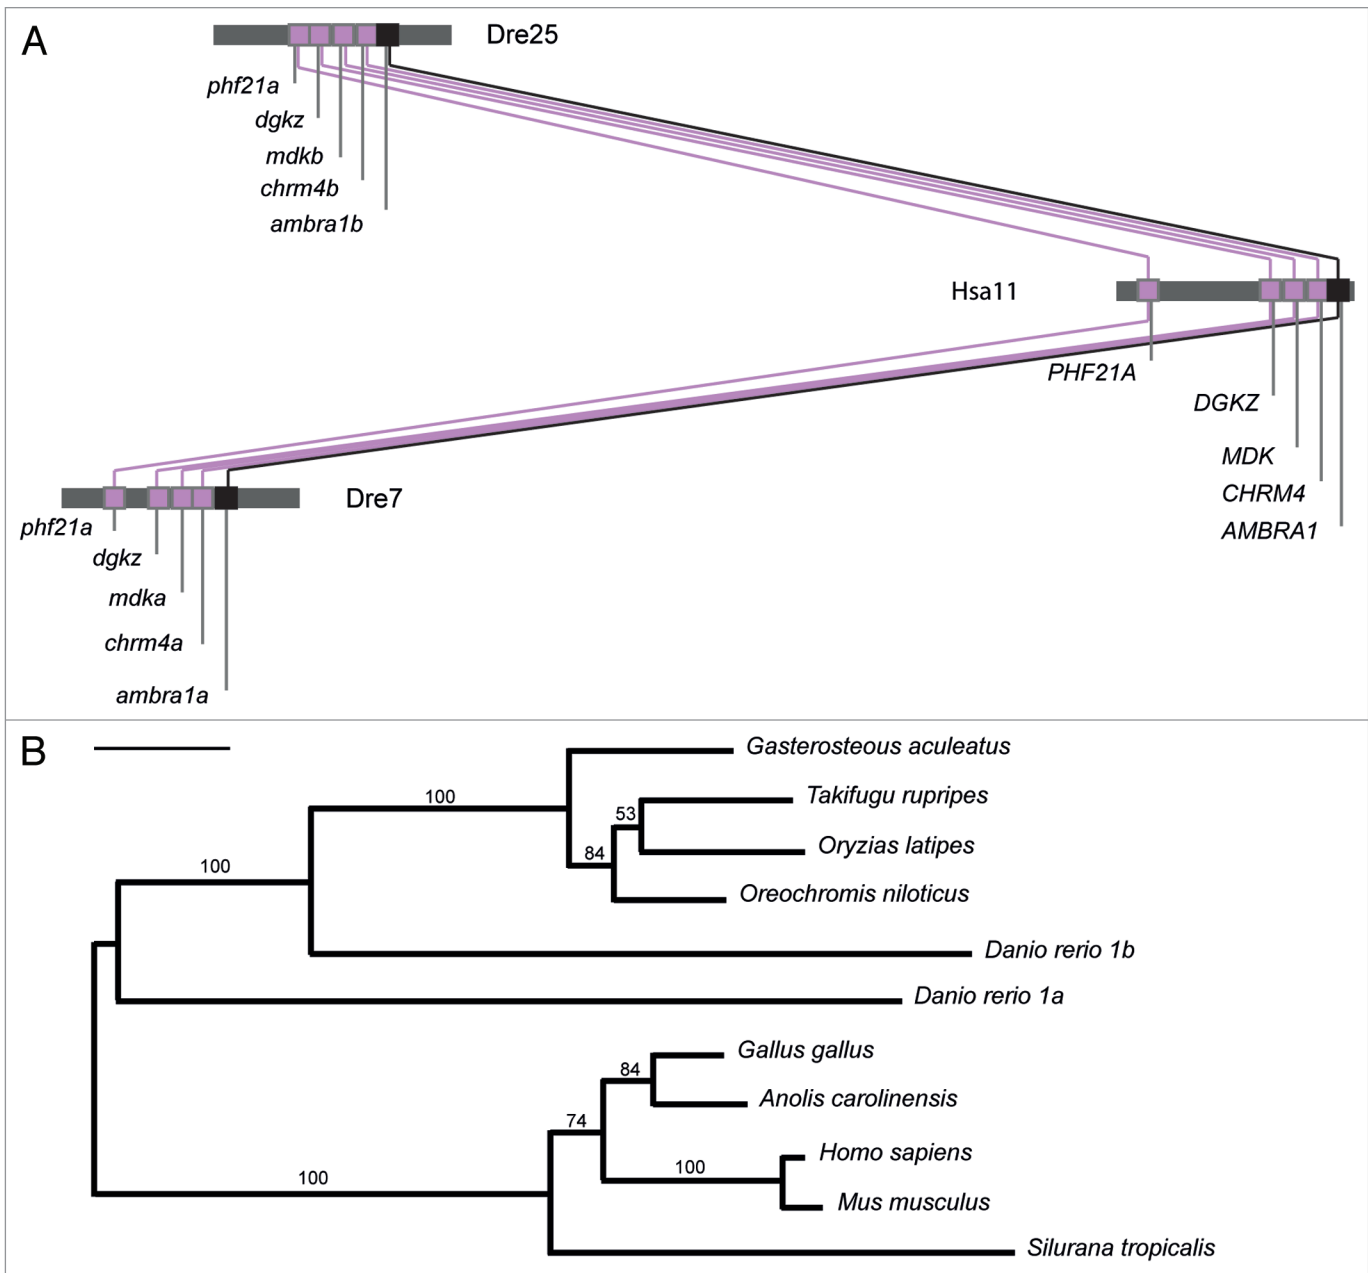 A
Dre25
phf21a
dgkz
mdkb
chrm4b
ambra1b
Hsa11
PHF21A
DGKZ
MDK
CHRM4
AMBRA1
Dre7
phf21a
dgkz
mdka
chrm4a
ambra1a
B
Gasterosteous aculeatus
100
Takifugu rupripes
53
Oryzias latipes
84
100
Oreochromis niloticus
Danio rerio 1b
Danio rerio 1a
Gallus gallus
84
Anolis carolinensis
74
Homo sapiens
100
100
Mus musculus
Silurana tropicalis